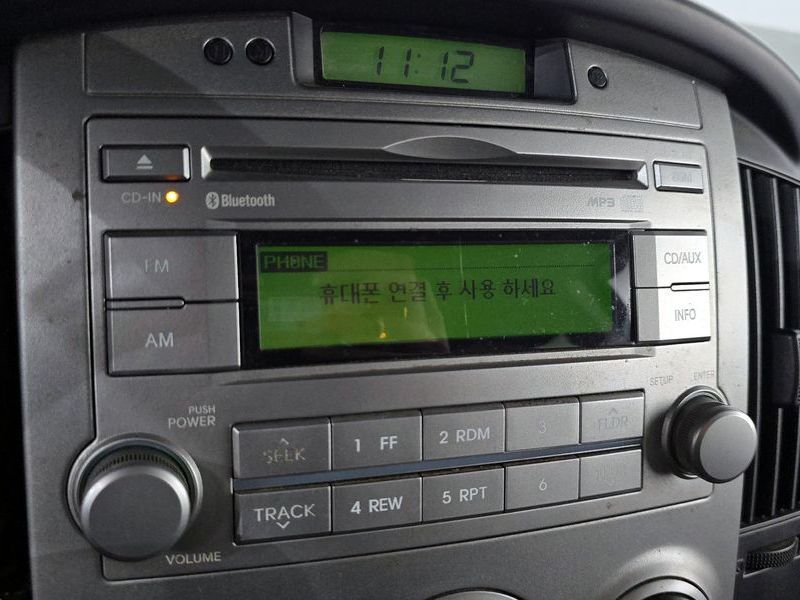 11:12
CD-IN
Bluetooth
MP3
FM
PHONE
휴대폰 연결 후 사용 하세요
CD/AUX
AM
INFO
PUSH
POWER
SETUP
ENTER
SEEK
1 FF
2 RDM
3
FLDR
TRACK
4 REW
5 RPT
6
VOLUME